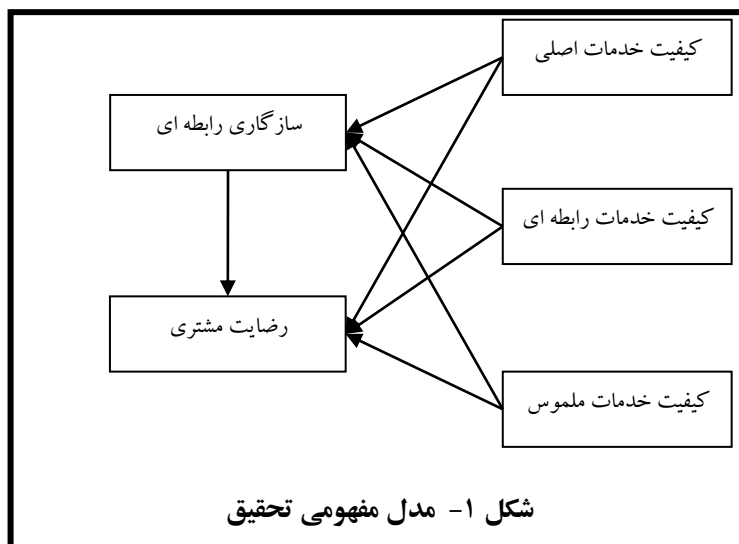 کیفیت خدمات اصلی
سازگاری رابطه ای
کیفیت خدمات رابطه ای
رضایت مشتری
کیفیت خدمات ملموس
شکل ۱- مدل مفهومی تحقیق